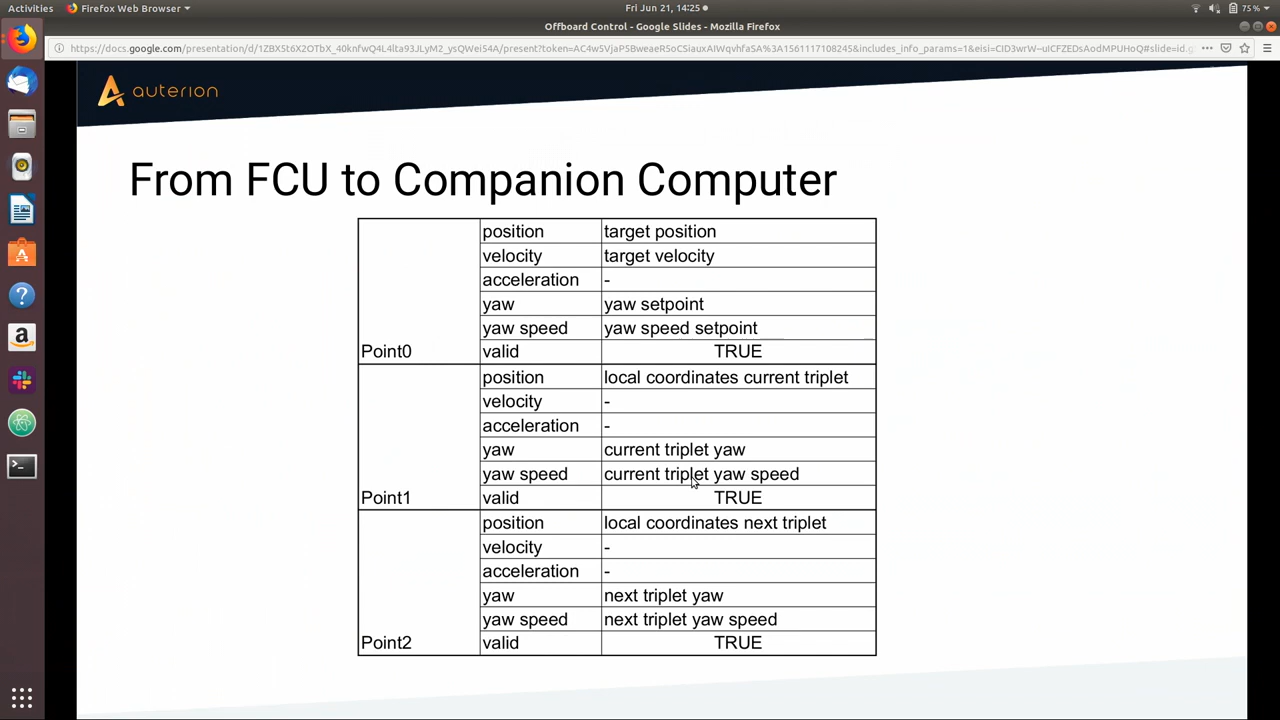 Activities
Firefox Web Browser
Fri Jun 21, 14:25
75%
Offboard Control - Google Slides - Mozilla Firefox
auterion
From FCU to Companion Computer
position target position
velocity target velocity
acceleration -
yaw yaw setpoint
yaw speed yaw speed setpoint
Point0 valid TRUE
position local coordinates current triplet
velocity -
acceleration -
yaw current triplet yaw
yaw speed current triplet yaw speed
Point1 valid TRUE
position local coordinates next triplet
velocity -
acceleration -
yaw next triplet yaw
yaw speed next triplet yaw speed
Point2 valid TRUE